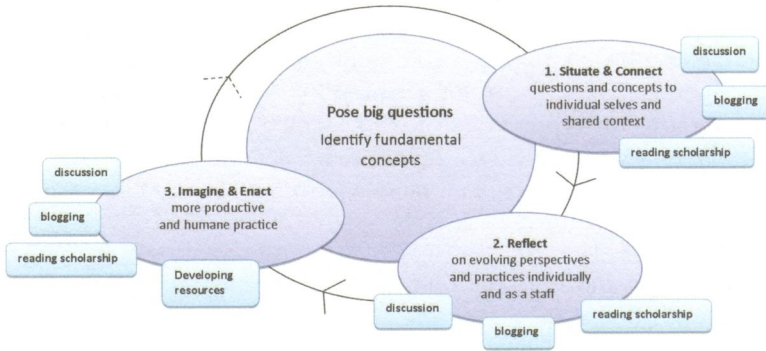 Pose big questions
Identify fundamental
concepts
1. Situate & Connect
questions and concepts to
individual selves and
shared context
discussion
blogging
reading scholarship
2. Reflect
on evolving perspectives
and practices individually
and as a staff
discussion
blogging
reading scholarship
3. Imagine & Enact
more productive
and humane practice
discussion
blogging
reading scholarship
Developing
resources